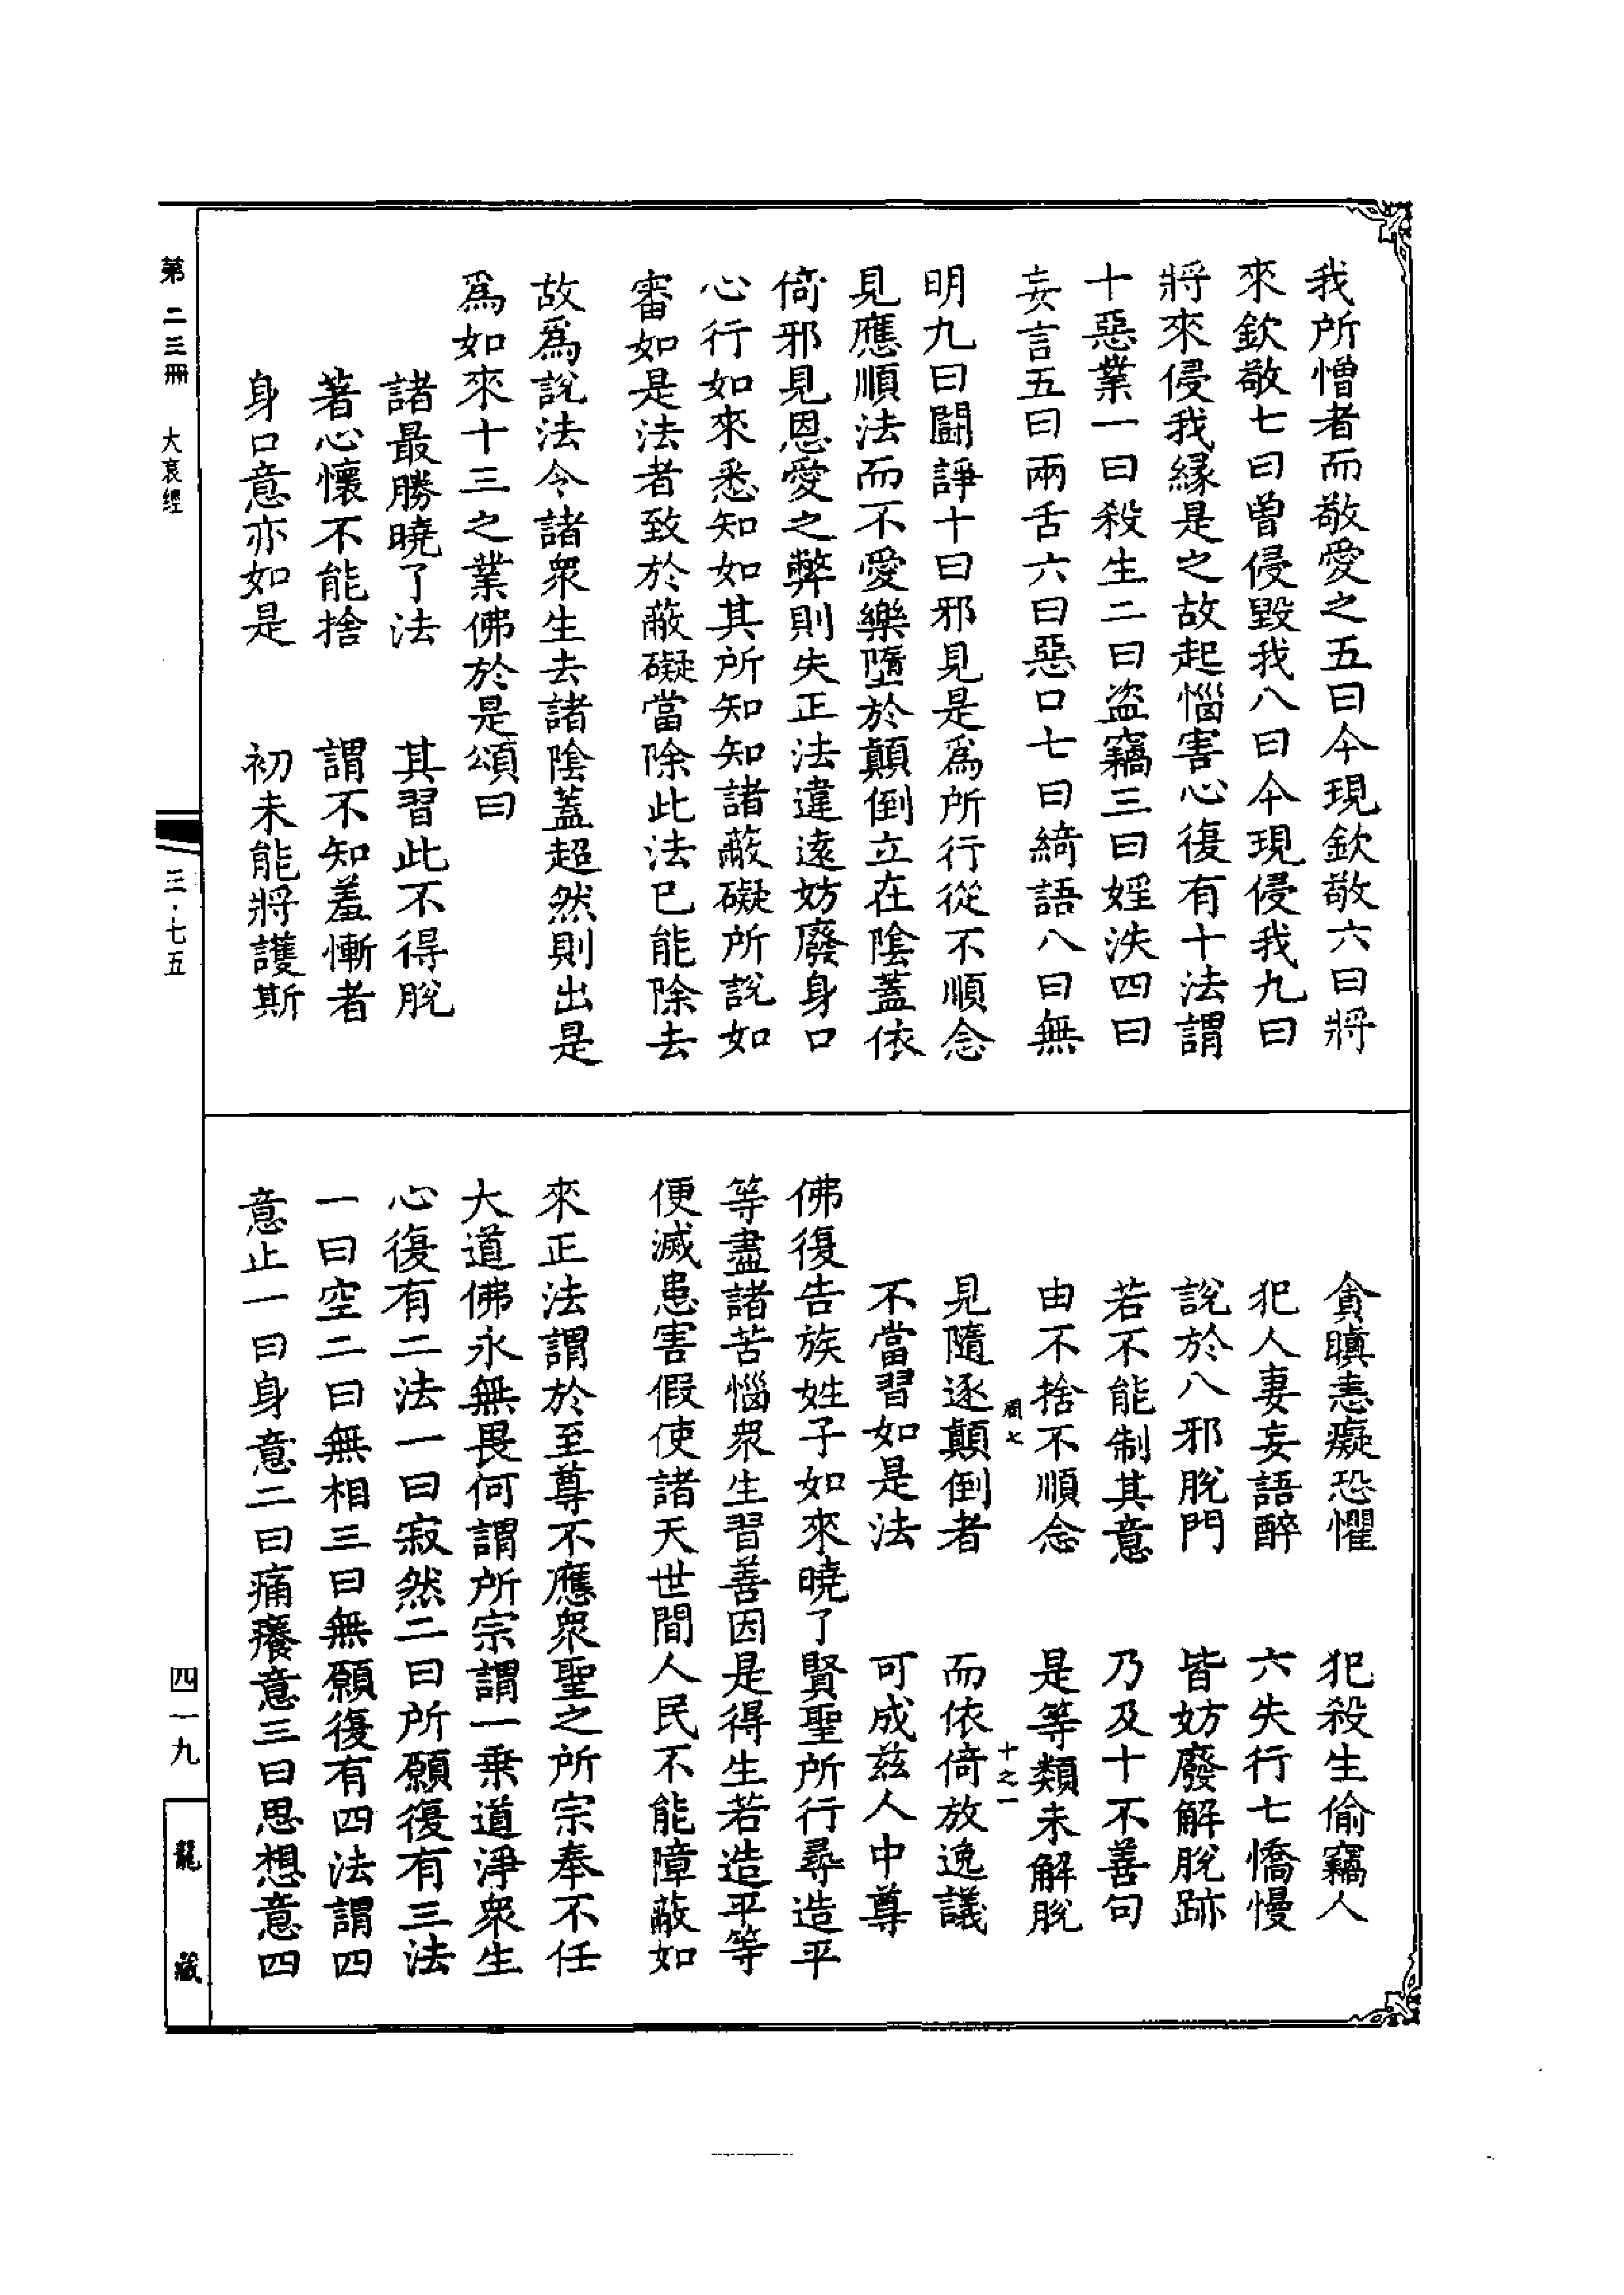 我所憎者而敬愛之五曰今現欽敬六曰將
來欽敬七曰曾侵毀我八曰今現侵我九曰
將來侵我緣是之故起惱害心復有十法謂
十惡業一曰殺生二曰盜竊三曰婬泆四曰
妄言五曰兩舌六曰惡口七曰綺語八曰無
明九曰鬪諍十曰邪見是為所行從不順念
見應順法而不愛樂墮於顛倒立在陰蓋依
倚邪見恩愛之弊則失正法違遠妨廢身口
心行如來悉知如其所知知諸蔽礙所說如
審如是法者致於蔽礙當除此法已能除去
故為說法令諸衆生去諸陰蓋超然則出是
為如來十三之業佛於是頌曰
諸最勝曉了法　其習此不得脫
著心懷不能捨　謂不知羞慚者
身口意亦如是　初未能將護斯
貪瞋恚癡恐懼　犯殺生偷竊人
犯人妻妄語醉　六失行七憍慢
說於八邪脫門　皆妨廢解脫跡
若不能制其意　乃及十不善句
由不捨不順念　是等類未解脫
周七　十之一
見隨逐顛倒者　而依倚放逸議
不當習如是法　可成茲人中尊
佛復告族姓子如來曉了賢聖所行尋造平
等盡諸苦惱衆生習善因是得生若造平等
便滅患害假使諸天世間人民不能障蔽如
來正法謂於至尊不應衆聖之所宗奉不任
大道佛永無畏何謂所宗謂一乗道淨衆生
心復有二法一曰寂然二曰所願復有三法
一曰空二曰無相三曰無願復有四法謂四
意止一曰身意二曰痛癢意三曰思想意四
第二三冊　大哀經
三·七五
四一九
龍藏